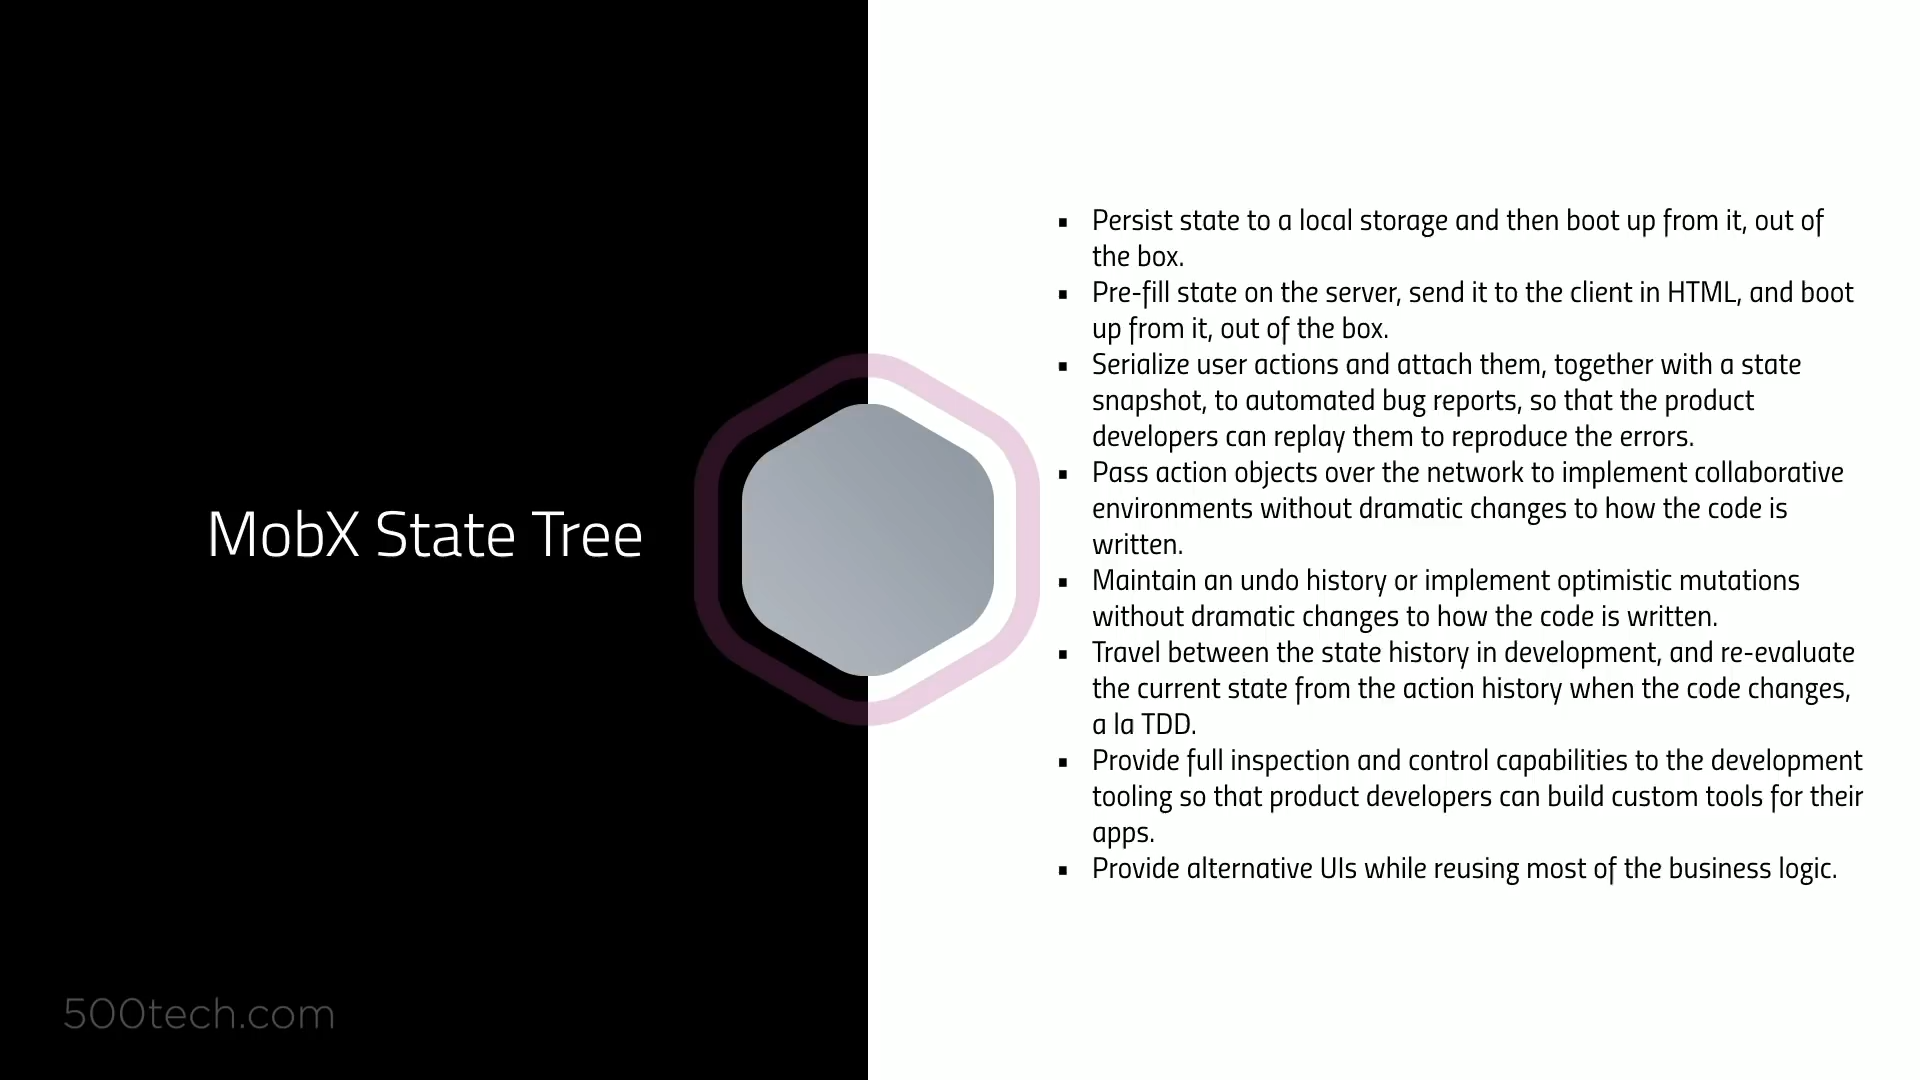 MobX State Tree
▪ Persist state to a local storage and then boot up from it, out of
the box.
▪ Pre-fill state on the server, send it to the client in HTML, and boot
up from it, out of the box.
▪ Serialize user actions and attach them, together with a state
snapshot, to automated bug reports, so that the product
developers can replay them to reproduce the errors.
▪ Pass action objects over the network to implement collaborative
environments without dramatic changes to how the code is
written.
▪ Maintain an undo history or implement optimistic mutations
without dramatic changes to how the code is written.
▪ Travel between the state history in development, and re-evaluate
the current state from the action history when the code changes,
a la TDD.
▪ Provide full inspection and control capabilities to the development
tooling so that product developers can build custom tools for their
apps.
▪ Provide alternative UIs while reusing most of the business logic.
500tech.com